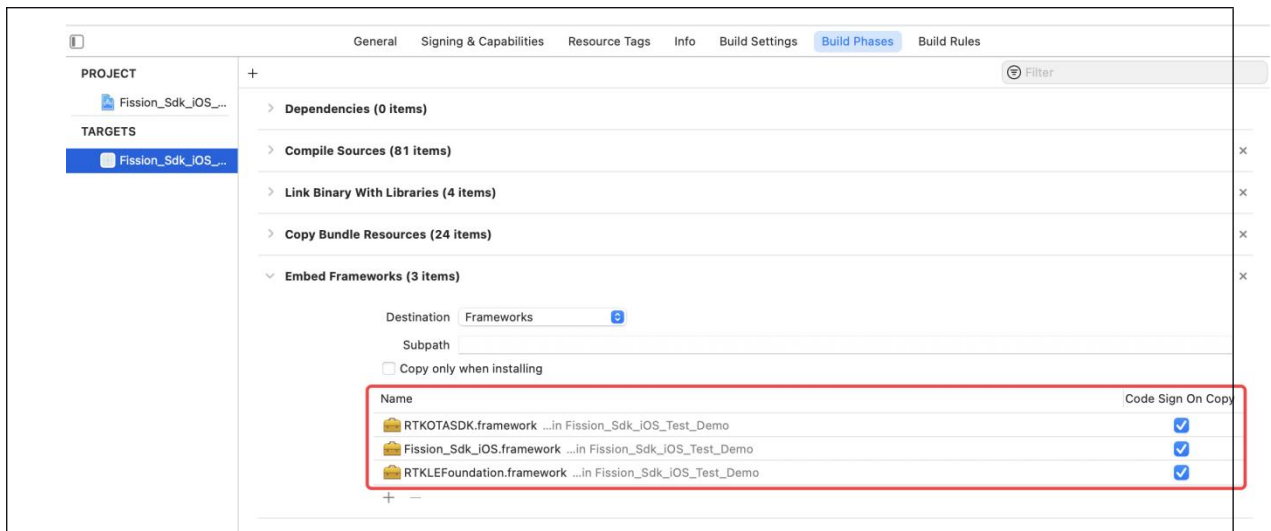 General Signing & Capabilities Resource Tags Info Build Settings Build Phases Build Rules
PROJECT
+
Filter
Fission_Sdk_iOS_...
Dependencies (0 items)
TARGETS
Fission_Sdk_iOS_...
Compile Sources (81 items)
Link Binary With Libraries (4 items)
Copy Bundle Resources (24 items)
Embed Frameworks (3 items)
Destination Frameworks
Subpath
Copy only when installing
Name Code Sign On Copy
RTKOTASDK.framework ...in Fission_Sdk_iOS_Test_Demo
Fission_Sdk_iOS.framework ...in Fission_Sdk_iOS_Test_Demo
RTKLEFoundation.framework ...in Fission_Sdk_iOS_Test_Demo
+ −